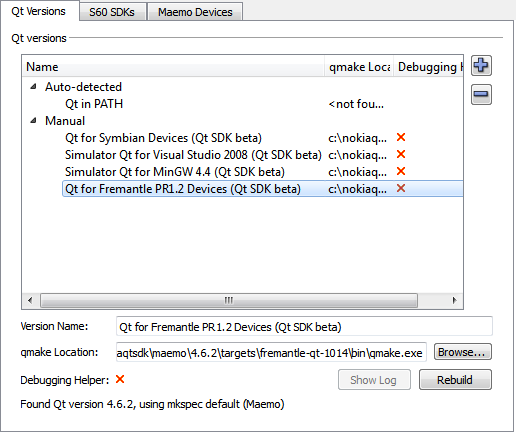 Qt Versions S60 SDKs Maemo Devices
Qt versions
Name qmake Loca Debugging H
Auto-detected
Qt in PATH <not fou...
Manual
Qt for Symbian Devices (Qt SDK beta) c:\nokiaq...
Simulator Qt for Visual Studio 2008 (Qt SDK beta) c:\nokiaq...
Simulator Qt for MinGW 4.4 (Qt SDK beta) c:\nokiaq...
Qt for Fremantle PR1.2 Devices (Qt SDK beta) c:\nokiaq...
Version Name: Qt for Fremantle PR1.2 Devices (Qt SDK beta)
qmake Location: aqtsdk\maemo\4.6.2\targets\fremantle-qt-1014\bin\qmake.exe Browse...
Debugging Helper: Show Log Rebuild
Found Qt version 4.6.2, using mkspec default (Maemo)